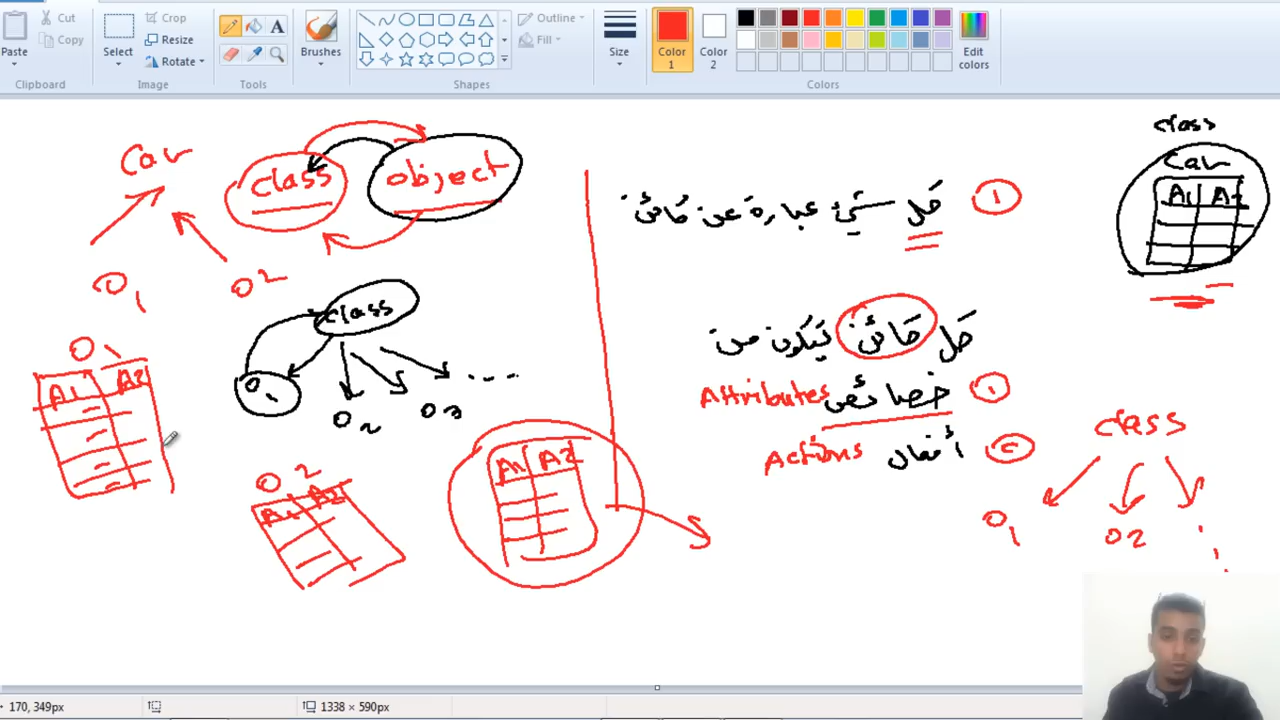 Paste
Cut
Copy
Clipboard
Select
Crop
Resize
Rotate
Image
A
Tools
Brushes
Outline
Fill
Shapes
Size
Color
1
Color
2
Edit
colors
Colors
Car
class
object
O1
O2
class
O1
O2
O3
...
O1
A1 A2
O2
A1 A2
A1 A2
① كل شيء عبارة عن كائن
كل كائن يتكون من
① خصائص Attributes
② أفعال Actions
class
Car
A1 A2
class
O1
O2
170, 349px
1338 × 590px